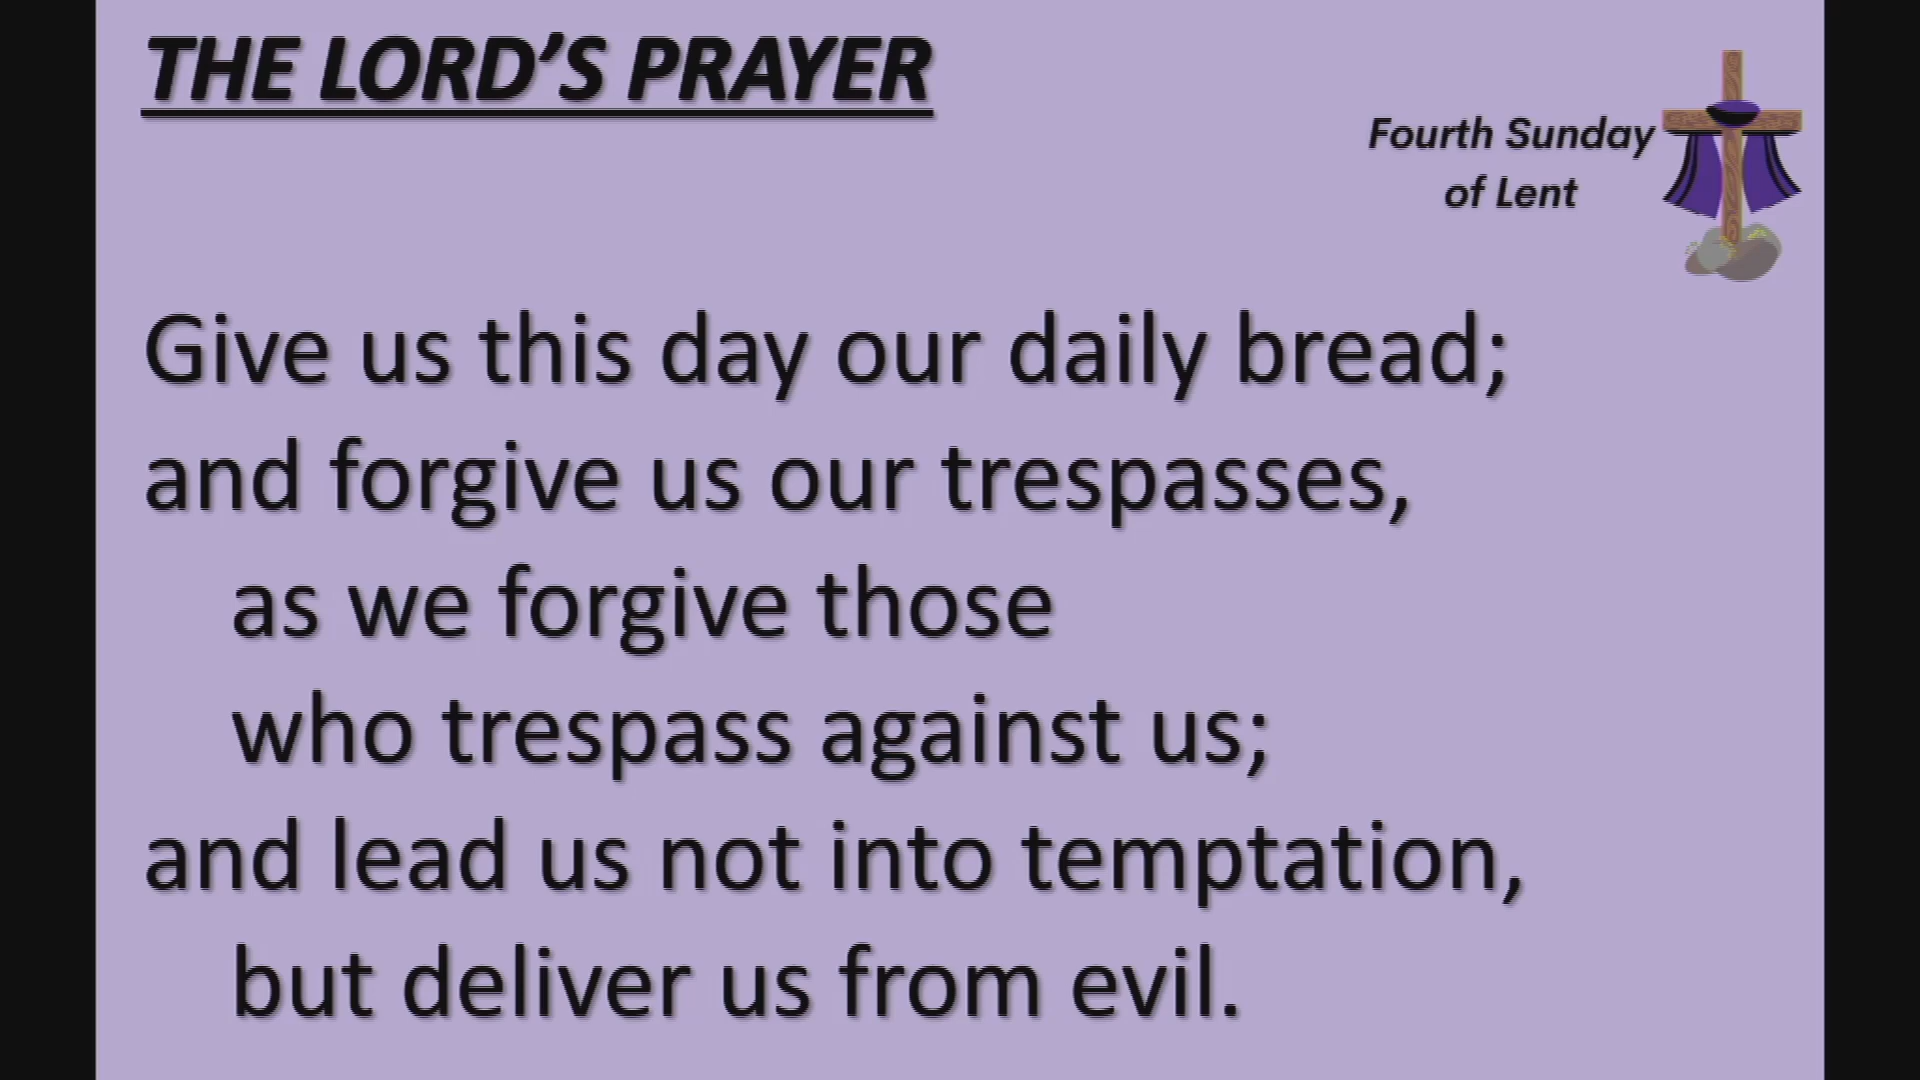 THE LORD’S PRAYER
Fourth Sunday
of Lent
Give us this day our daily bread;
and forgive us our trespasses,
as we forgive those
who trespass against us;
and lead us not into temptation,
but deliver us from evil.